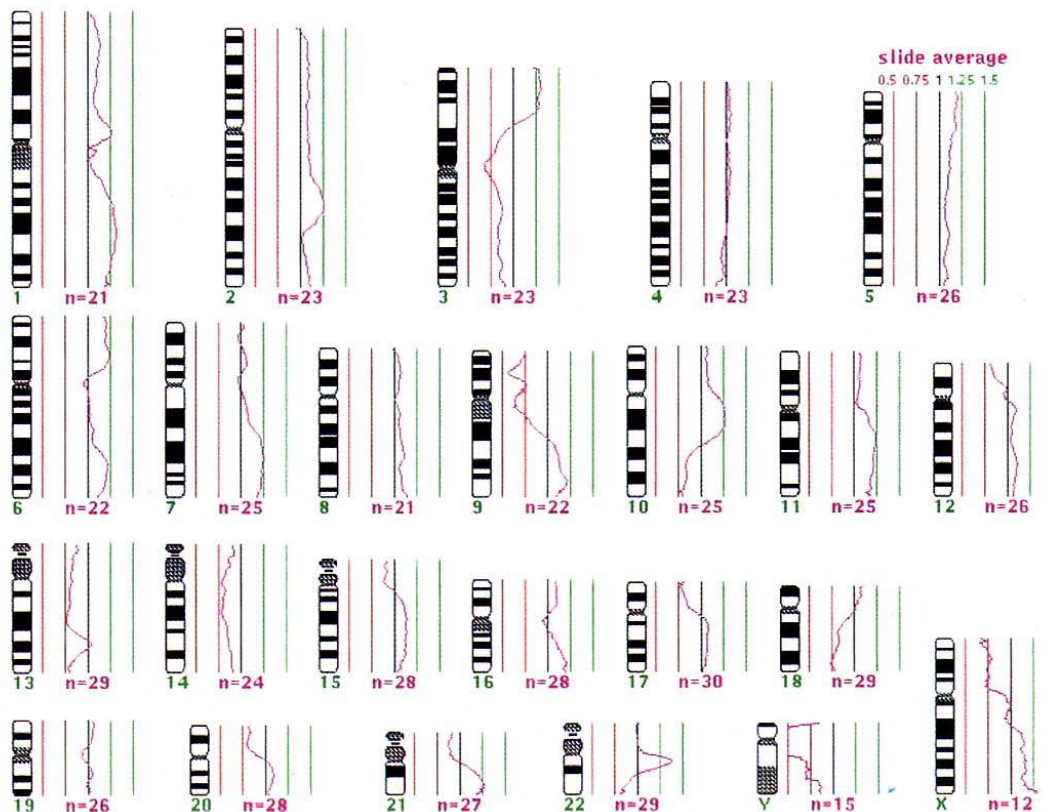 slide average
0.5 0.75 1 1.25 1.5
1 n=21
2 n=23
3 n=23
4 n=23
5 n=26
6 n=22
7 n=25
8 n=21
9 n=22
10 n=25
11 n=25
12 n=26
13 n=29
14 n=24
15 n=28
16 n=28
17 n=30
18 n=29
19 n=26
20 n=28
21 n=27
22 n=29
Y n=15
X n=12